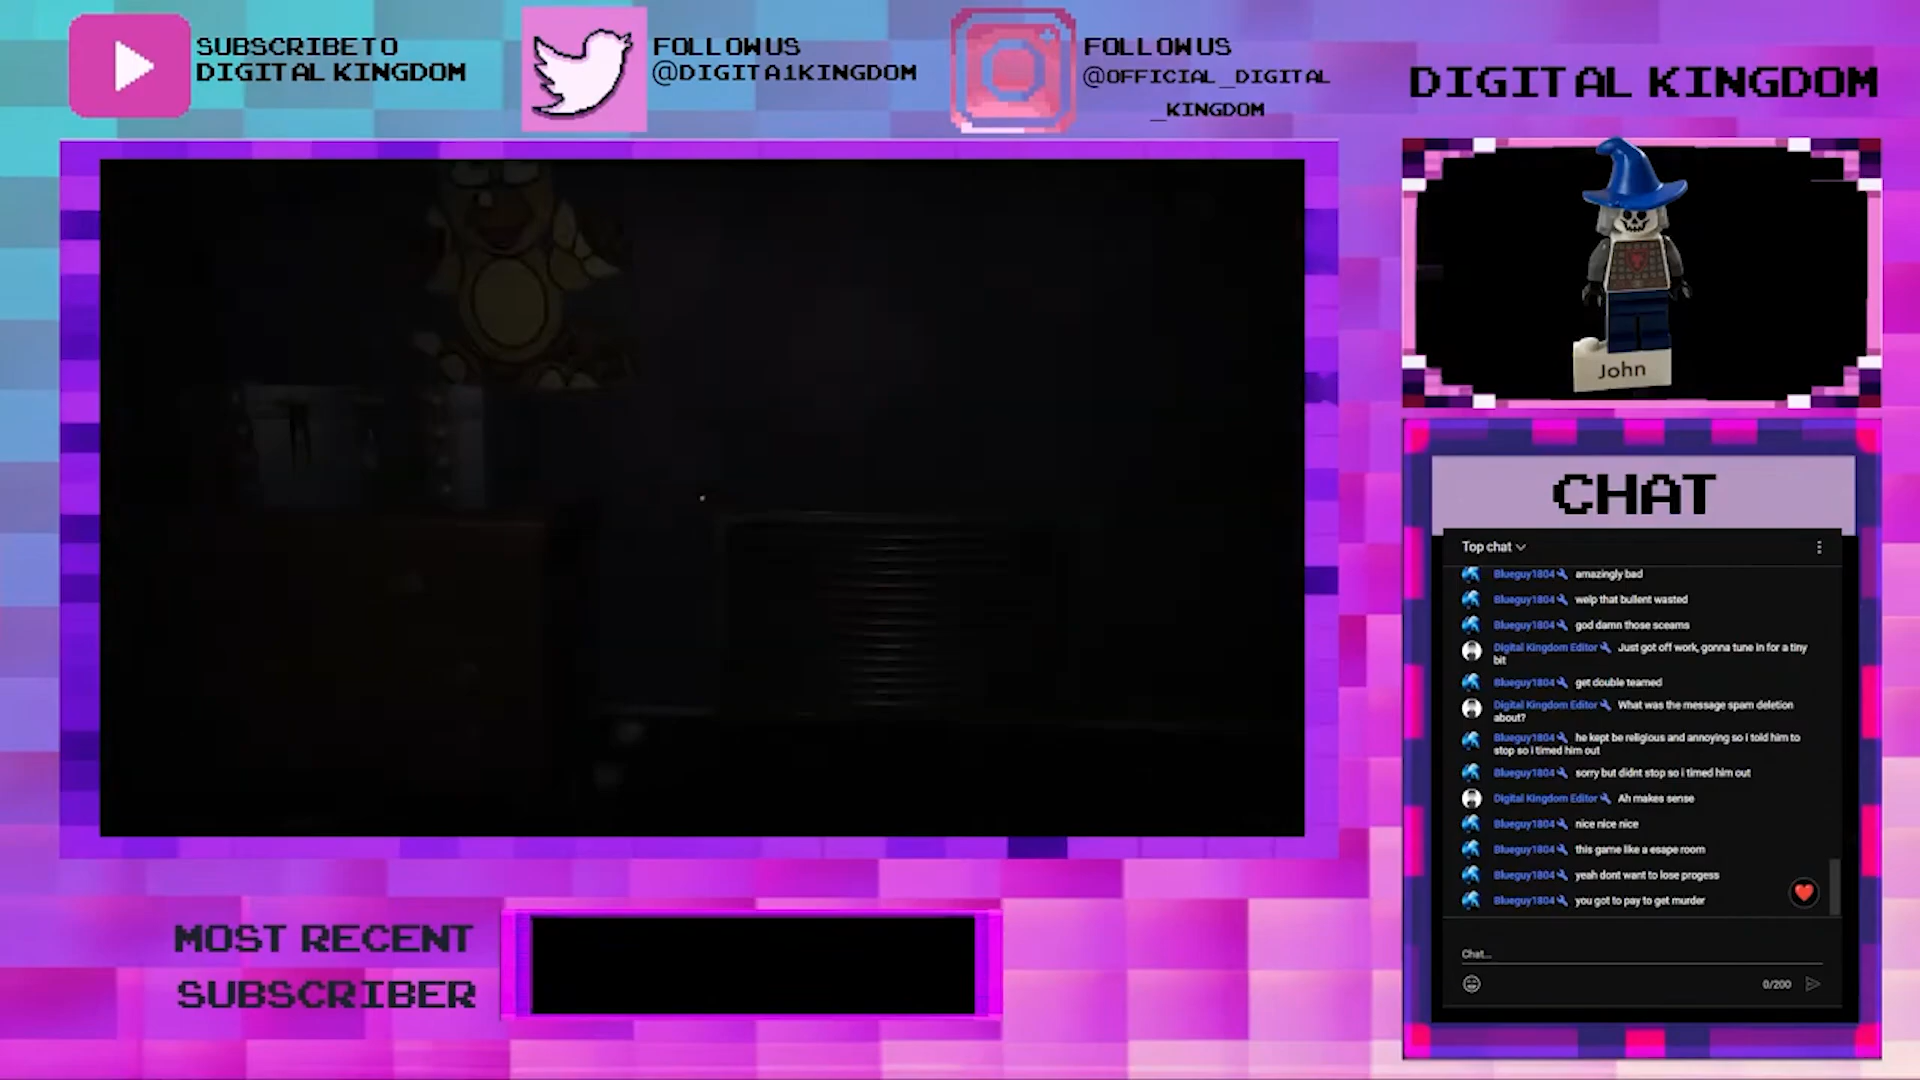 SUBSCRIBE TO
DIGITAL KINGDOM
FOLLOW US
@DIGITA1KINGDOM
FOLLOW US
@OFFICIAL_DIGITAL
_KINGDOM
DIGITAL KINGDOM
John
CHAT
Top chat
Blueguy1804 amazingly bad
Blueguy1804 welp that bullent wasted
Blueguy1804 god damn those sceams
Digital Kingdom Editor Just got off work, gonna tune in for a tiny
bit
Blueguy1804 get double teamed
Digital Kingdom Editor What was the message spam deletion
about?
Blueguy1804 he kept be religious and annoying so i told him to
stop so i timed him out
Blueguy1804 sorry but didnt stop so i timed him out
Digital Kingdom Editor Ah makes sense
Blueguy1804 nice nice nice
Blueguy1804 this game like a esape room
Blueguy1804 yeah dont want to lose progess
Blueguy1804 you got to pay to get murder
Chat...
0/200
MOST RECENT
SUBSCRIBER